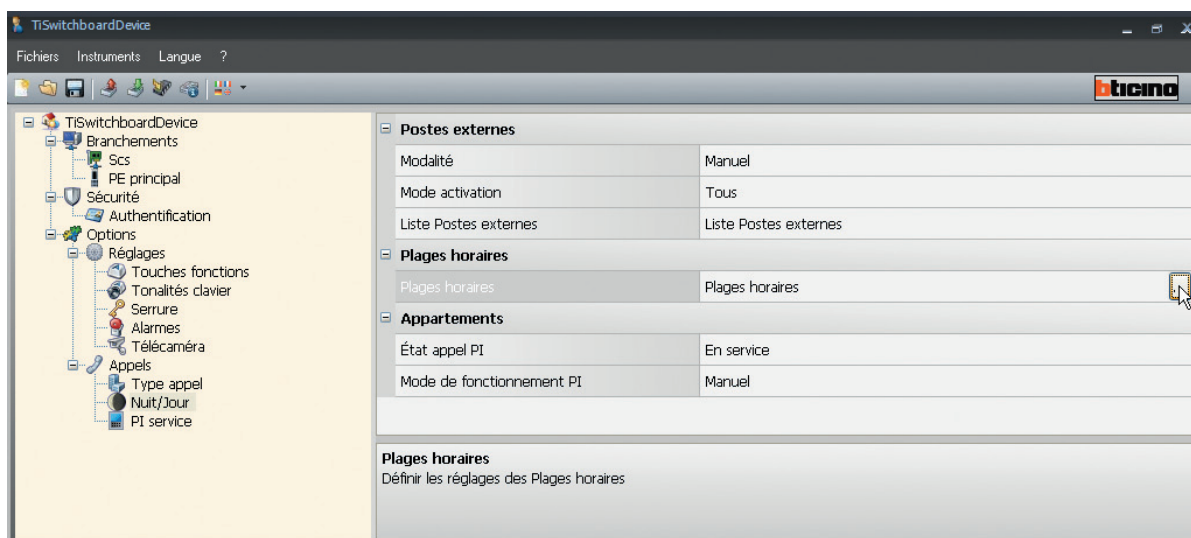 TiSwitchboardDevice
Fichiers Instruments Langue ?
bticino
TiSwitchboardDevice
Branchements
Scs
PE principal
Sécurité
Authentification
Options
Réglages
Touches fonctions
Tonalités clavier
Serrure
Alarmes
Télécaméra
Appels
Type appel
Nuit/Jour
PI service
Postes externes
Modalité Manuel
Mode activation Tous
Liste Postes externes Liste Postes externes
Plages horaires
Plages horaires Plages horaires
Appartements
État appel PI En service
Mode de fonctionnement PI Manuel
Plages horaires
Définir les réglages des Plages horaires